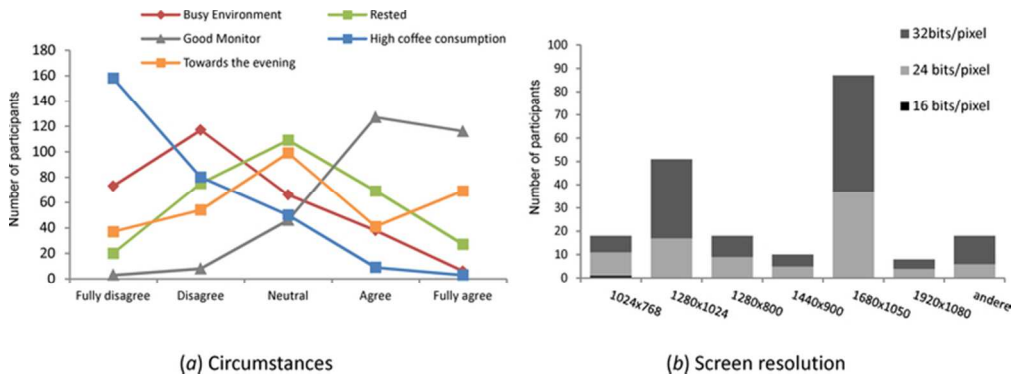 Busy Environment
Rested
Good Monitor
High coffee consumption
Towards the evening
Number of participants
180
160
140
120
100
80
60
40
20
0
Fully disagree Disagree Neutral Agree Fully agree
(a) Circumstances
32bits/pixel
24 bits/pixel
16 bits/pixel
Number of participants
100
90
80
70
60
50
40
30
20
10
0
1024x768 1280x1024 1280x800 1440x900 1680x1050 1920x1080 andere
(b) Screen resolution